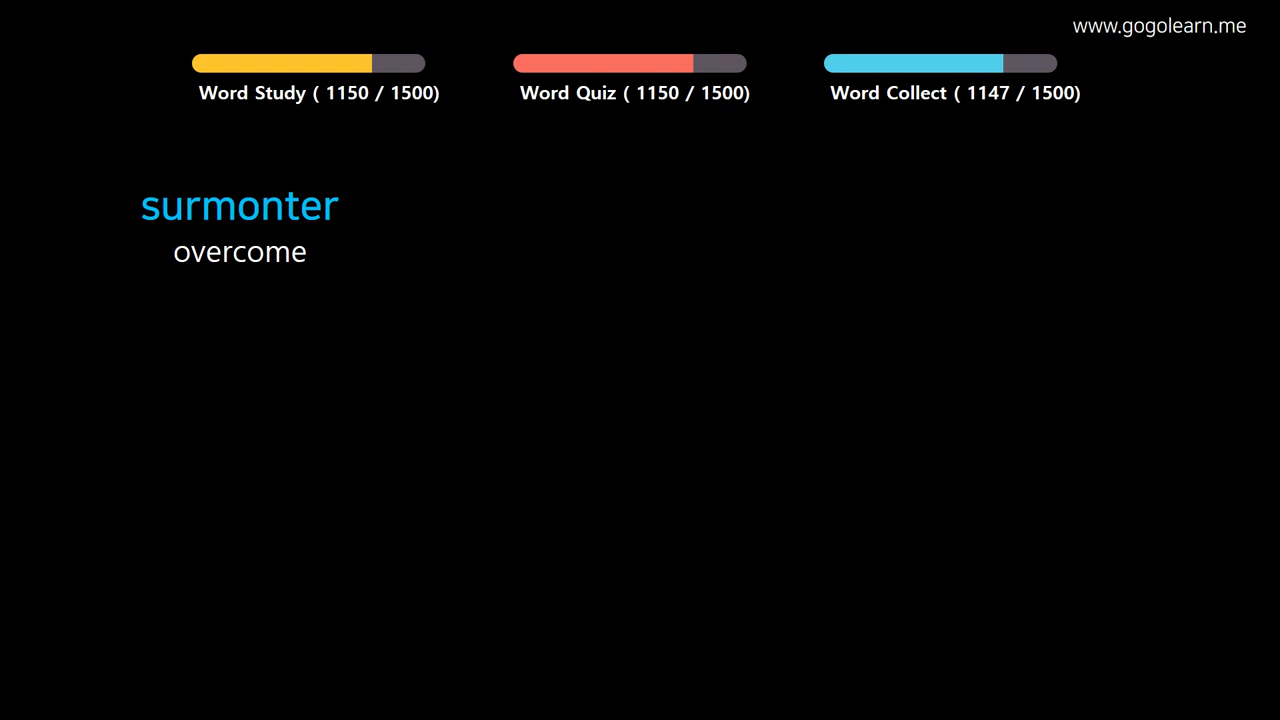 www.gogolearn.me
Word Study ( 1150 / 1500)
Word Quiz ( 1150 / 1500)
Word Collect ( 1147 / 1500)
surmonter
overcome